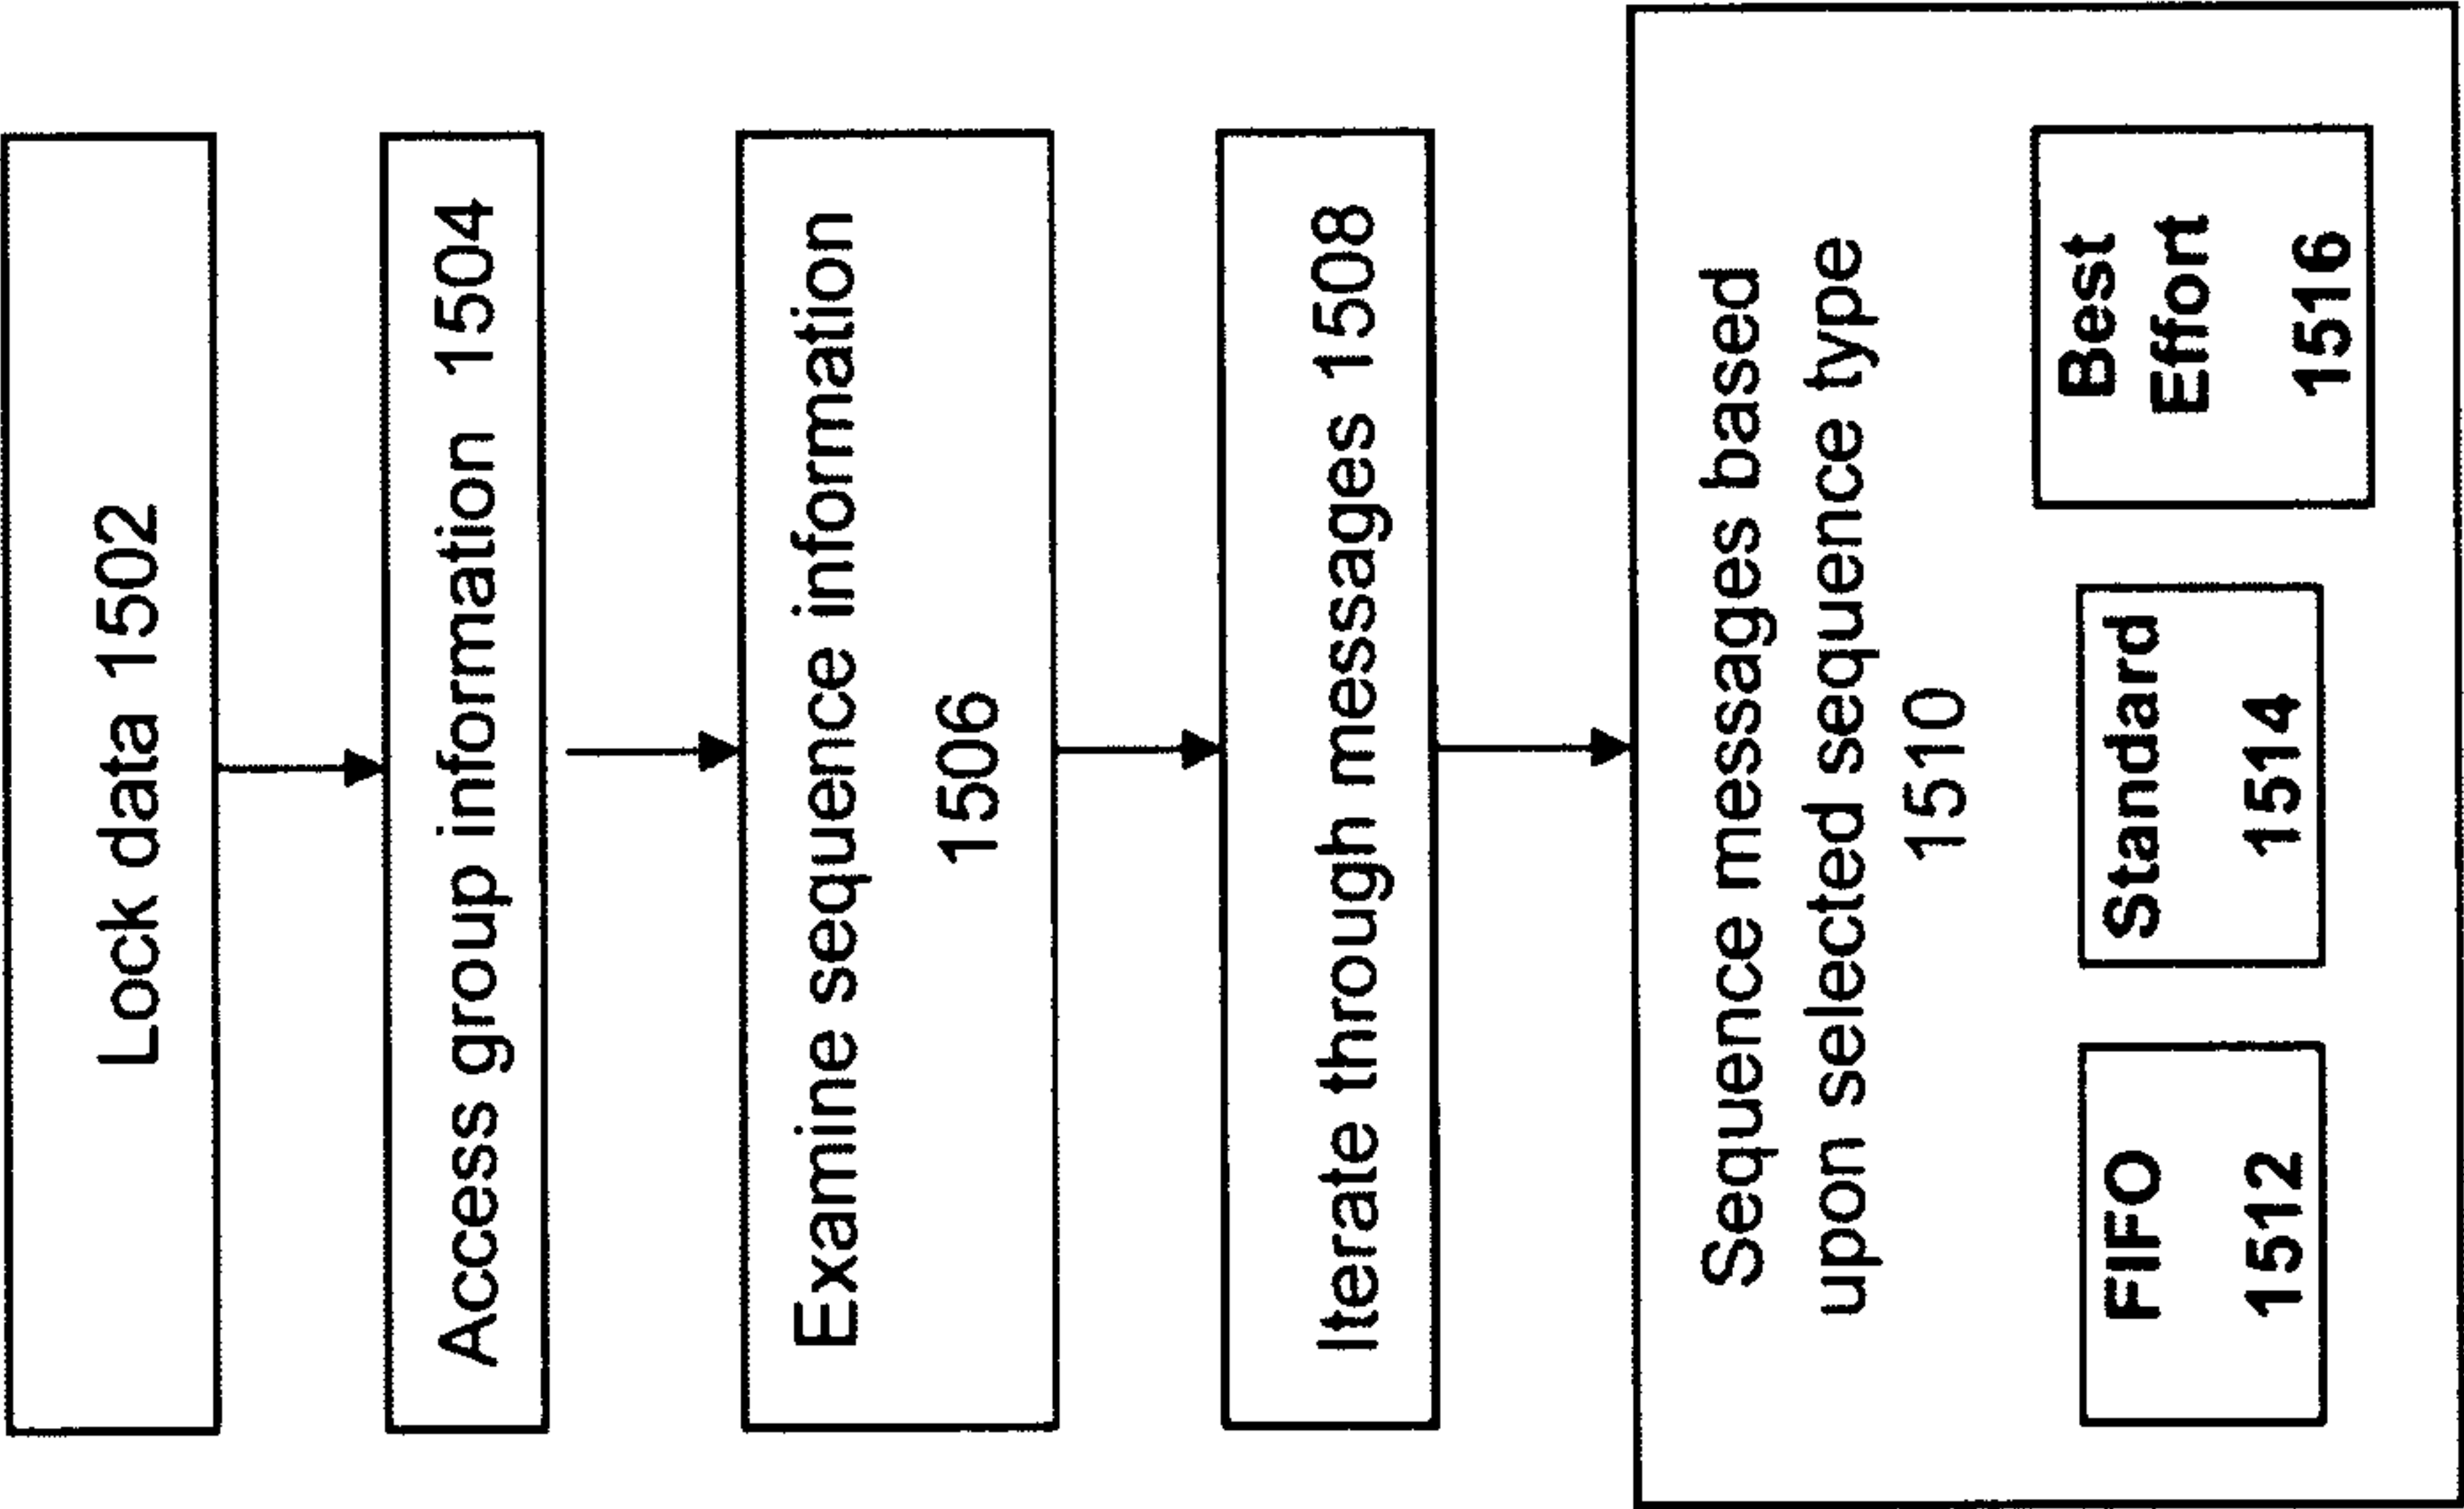 Lock data 1502
Access group information 1504
Examine sequence information
1506
Iterate through messages 1508
Sequence messages based
upon selected sequence type
1510
FIFO
1512
Standard
1514
Best
Effort
1516